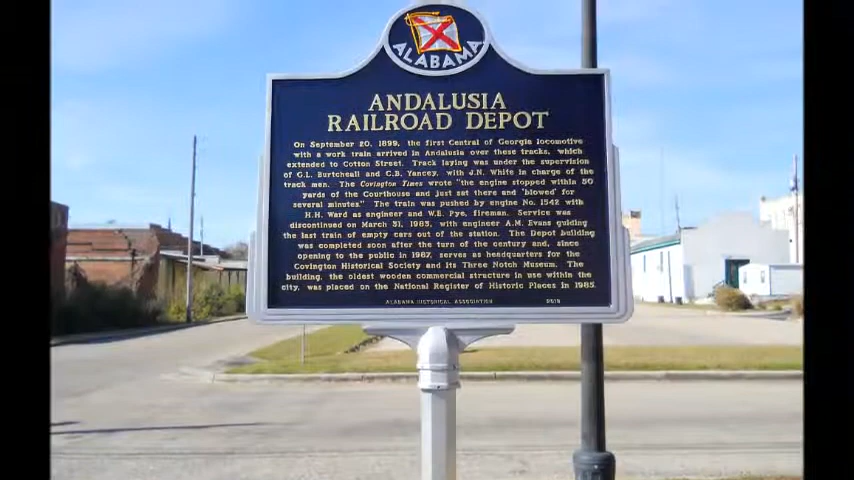 ALABAMA
ANDALUSIA
RAILROAD DEPOT
On September 20, 1899, the first Central of Georgia locomotive
with a work train arrived in Andalusia over these tracks, which
extended to Cotton Street. Track laying was under the supervision
of G.L. Burtchell and C.B. Yancey, with J.N. White in charge of the
track men. The Covington Times wrote "the engine stopped within 50
yards of the Courthouse and just sat there and "blowed" for
several minutes." The train was pushed by engine No. 1542 with
H.H. Ward as engineer and W.E. Pye, fireman. Service was
discontinued on March 31, 1983, with engineer A.M. Evans guiding
the last train of empty cars out of the station. The Depot building
was completed soon after the turn of the century and, since
opening to the public in 1987, serves as headquarters for the
Covington Historical Society and its Three Notch Museum. The
building, the oldest wooden commercial structure in use within the
city, was placed on the National Register of Historic Places in 1985.
ALABAMA HISTORICAL ASSOCIATION